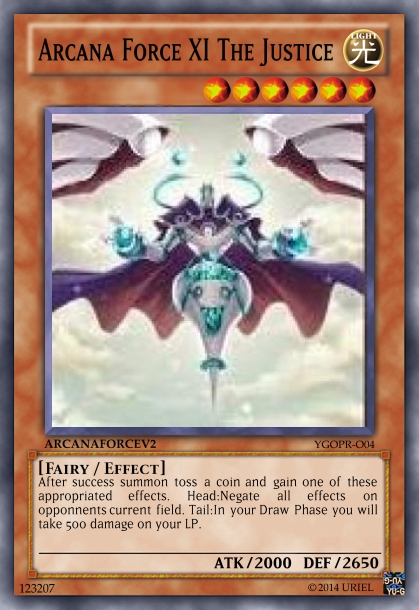 ARCANA FORCE XI THE JUSTICE
LIGHT
光
ARCANAFORCEV2
YGOPR-O04
[FAIRY / EFFECT]
After success summon toss a coin and gain one of these
appropriated effects. Head:Negate all effects on
opponnents current field. Tail:In your Draw Phase you will
take 500 damage on your LP.
ATK/2000 DEF/2650
123207
©2014 URIEL
YU-G